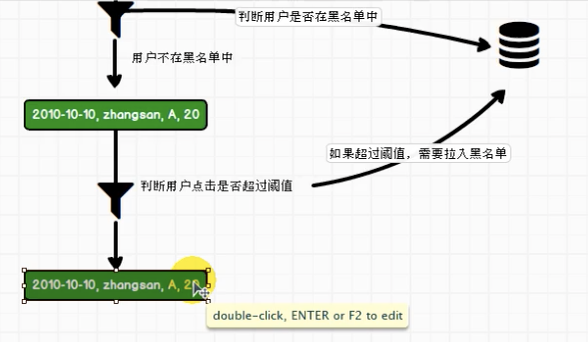 判断用户是否在黑名单中
用户不在黑名单中
2010-10-10, zhangsan, A, 20
如果超过阈值，需要拉入黑名单
判断用户点击是否超过阈值
2010-10-10, zhangsan, A, 20
double-click, ENTER or F2 to edit